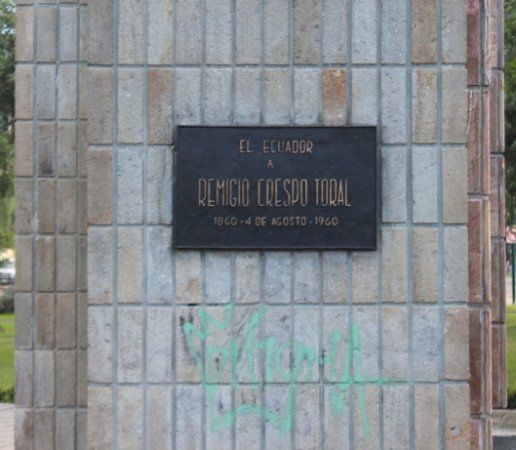 EL ECUADOR
A
REMIGIO CRESPO TORAL
1860 - 4 DE AGOSTO - 1960